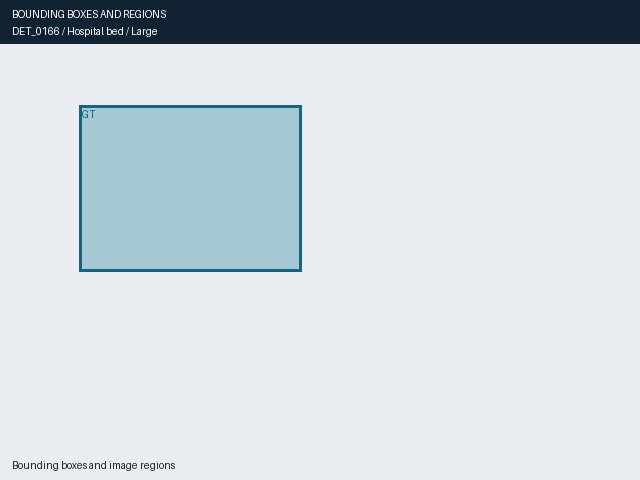 BOUNDING BOXES AND REGIONS
DET_0166 / Hospital bed / Large
GT
Bounding boxes and image regions